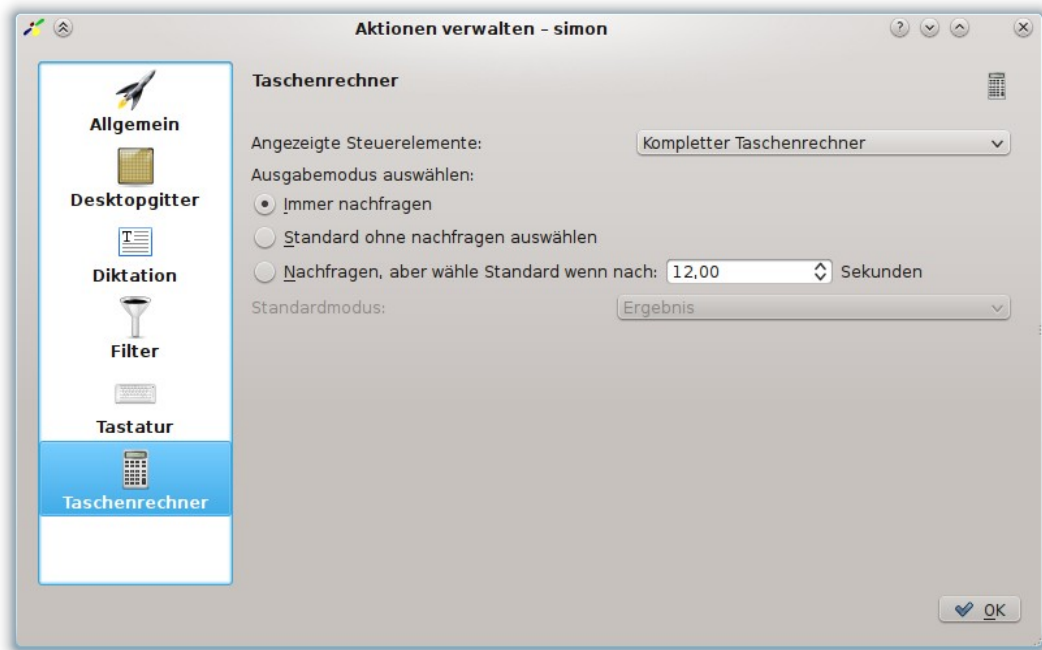 Aktionen verwalten – simon
Allgemein
Desktopgitter
Diktation
Filter
Tastatur
Taschenrechner
Taschenrechner
Angezeigte Steuerelemente: Kompletter Taschenrechner
Ausgabemodus auswählen:
Immer nachfragen
Standard ohne nachfragen auswählen
Nachfragen, aber wähle Standard wenn nach: 12,00 Sekunden
Standardmodus: Ergebnis
OK